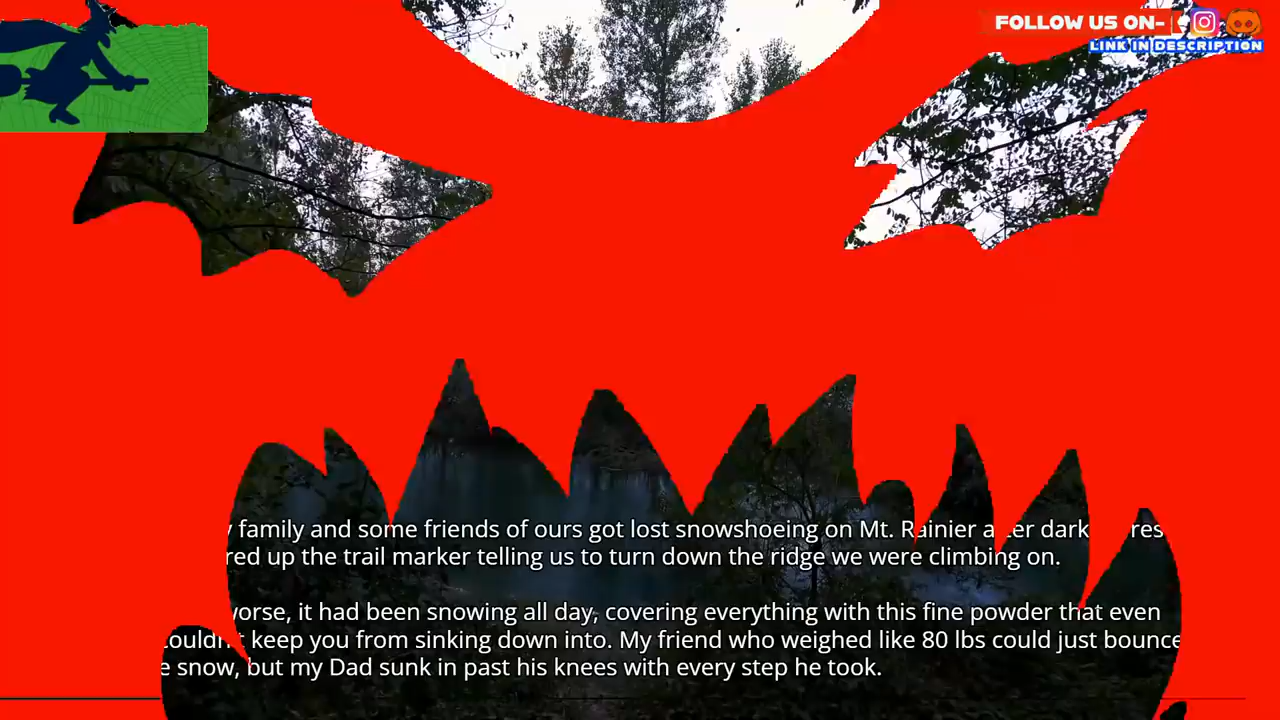 FOLLOW US ON-
LINK IN DESCRIPTION
family and some friends of ours got lost snowshoeing on Mt. Rainier dark
up the trail marker telling us to turn down the ridge we were climbing on.
it had been snowing all day, covering everything with this fine powder that even
keep you from sinking down into. My friend who weighed like 80 lbs could just bounce
snow, but my Dad sunk in past his knees with every step he took.